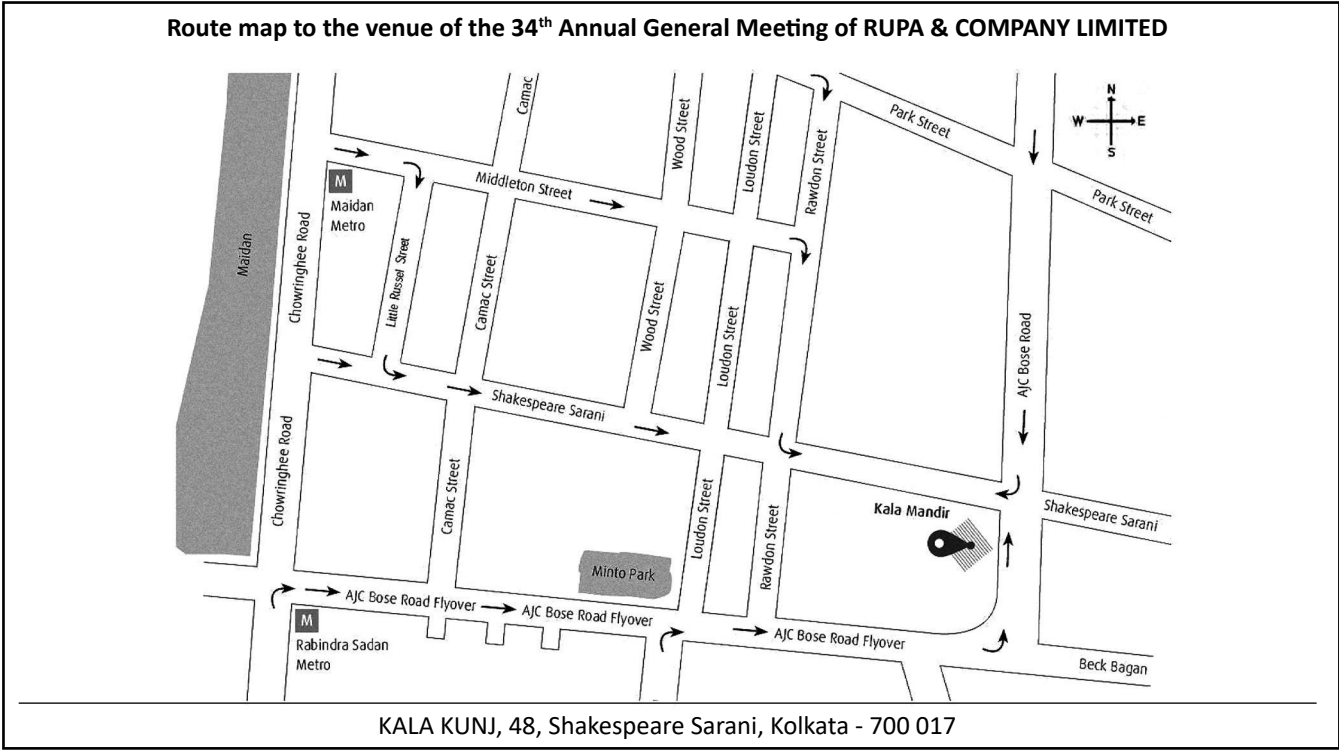 Route map to the venue of the 34th Annual General Meeting of RUPA & COMPANY LIMITED
N
W E
S
Camac
Wood Street
Loudon Street
Rawdon Street
Park Street
Park Street
Middleton Street
M
Maidan
Metro
Maidan
Chowringhee Road
Little Russel Street
Camac Street
Wood Street
Loudon Street
AJC Bose Road
Shakespeare Sarani
Chowringhee Road
Camac Street
Loudon Street
Rawdon Street
Kala Mandir
Shakespeare Sarani
Minto Park
AJC Bose Road Flyover
AJC Bose Road Flyover
AJC Bose Road Flyover
M
Rabindra Sadan
Metro
Beck Bagan
KALA KUNJ, 48, Shakespeare Sarani, Kolkata - 700 017